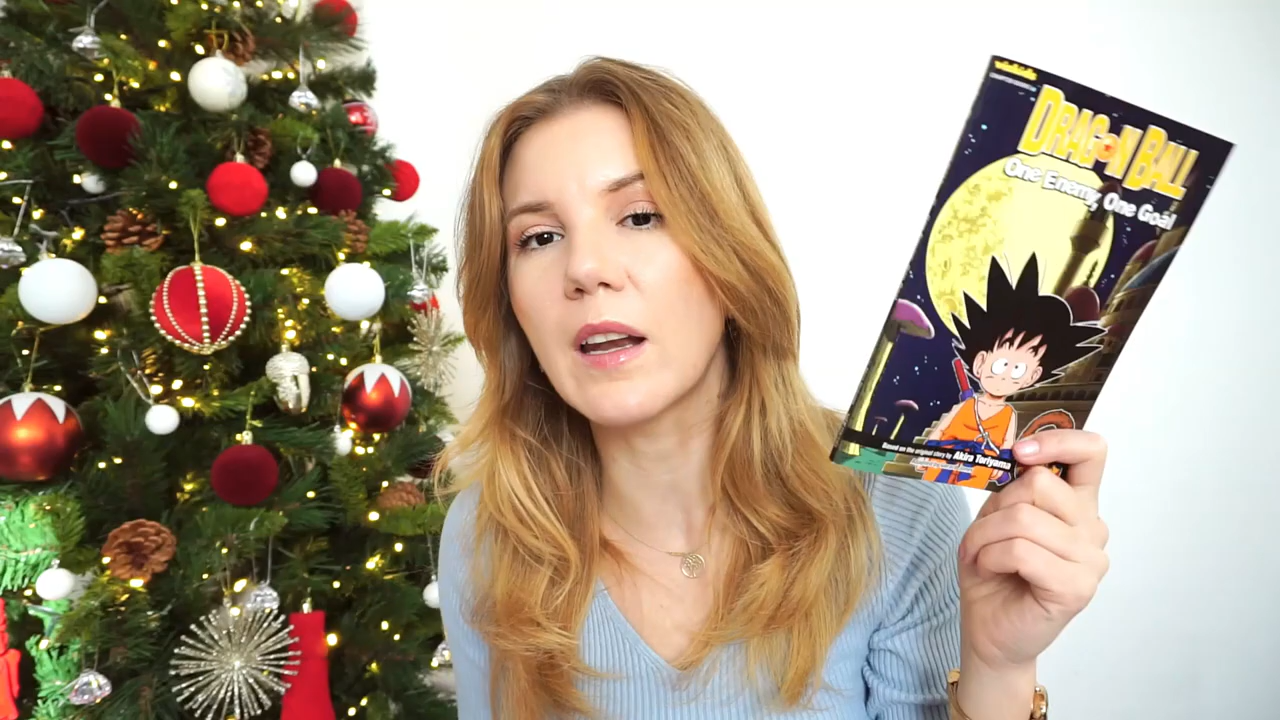 DRAGON BALL
One Enemy, One Goal
Based on the original story by Akira Toriyama